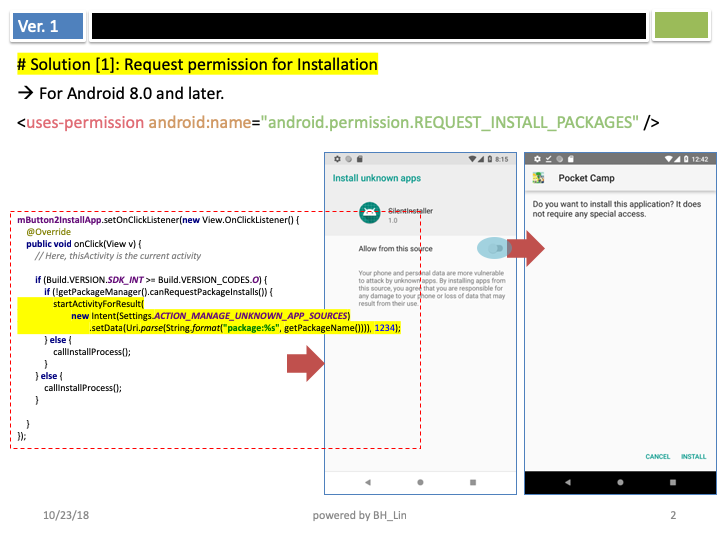 Ver. 1
# Solution [1]: Request permission for Installation
→ For Android 8.0 and later.
<uses-permission android:name="android.permission.REQUEST_INSTALL_PACKAGES" />
mButton2InstallApp.setOnClickListener(new View.OnClickListener() {
@Override
public void onClick(View v) {
// Here, thisActivity is the current activity
if (Build.VERSION.SDK_INT >= Build.VERSION_CODES.O) {
if (!getPackageManager().canRequestPackageInstalls()) {
startActivityForResult(
new Intent(Settings.ACTION_MANAGE_UNKNOWN_APP_SOURCES)
.setData(Uri.parse(String.format("package:%s", getPackageName()))), 1234);
} else {
callInstallProcess();
}
} else {
callInstallProcess();
}
}
});
8:15
Install unknown apps
SilentInstaller
1.0
Allow from this source
Your phone and personal data are more vulnerable
to attack by unknown apps. By installing apps from
this source, you agree that you are responsible for
any damage to your phone or loss of data that may
result from their use.
12:42
Pocket Camp
Do you want to install this application? It does
not require any special access.
CANCEL INSTALL
10/23/18
powered by BH_Lin
2